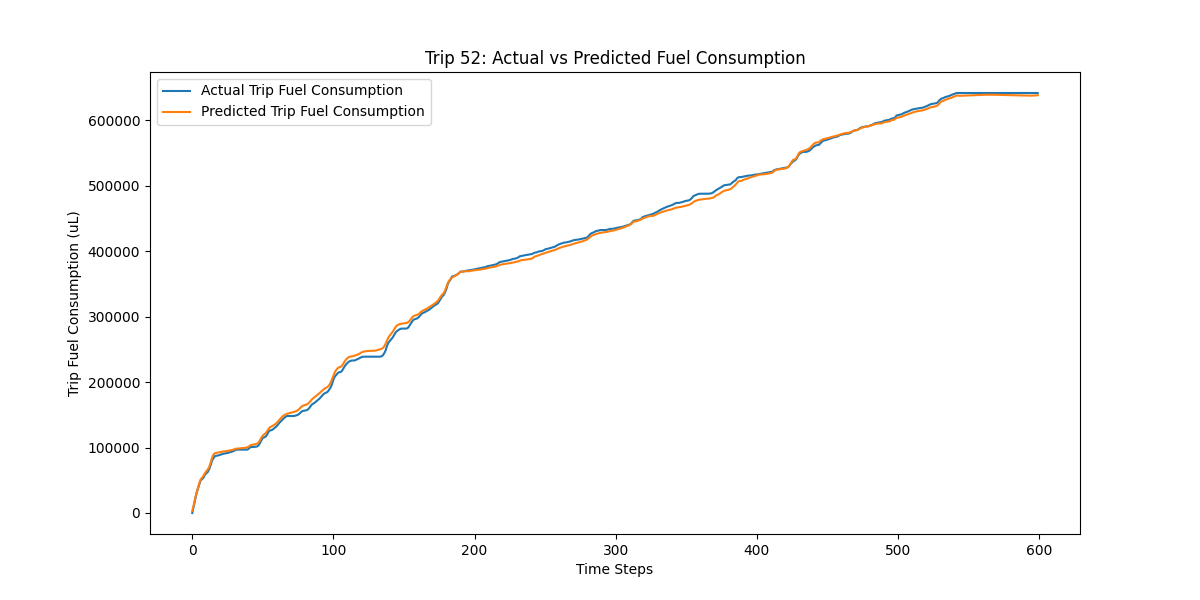 Trip 52: Actual vs Predicted Fuel Consumption
Actual Trip Fuel Consumption
Predicted Trip Fuel Consumption
Trip Fuel Consumption (uL)
600000
500000
400000
300000
200000
100000
0
0 100 200 300 400 500 600
Time Steps